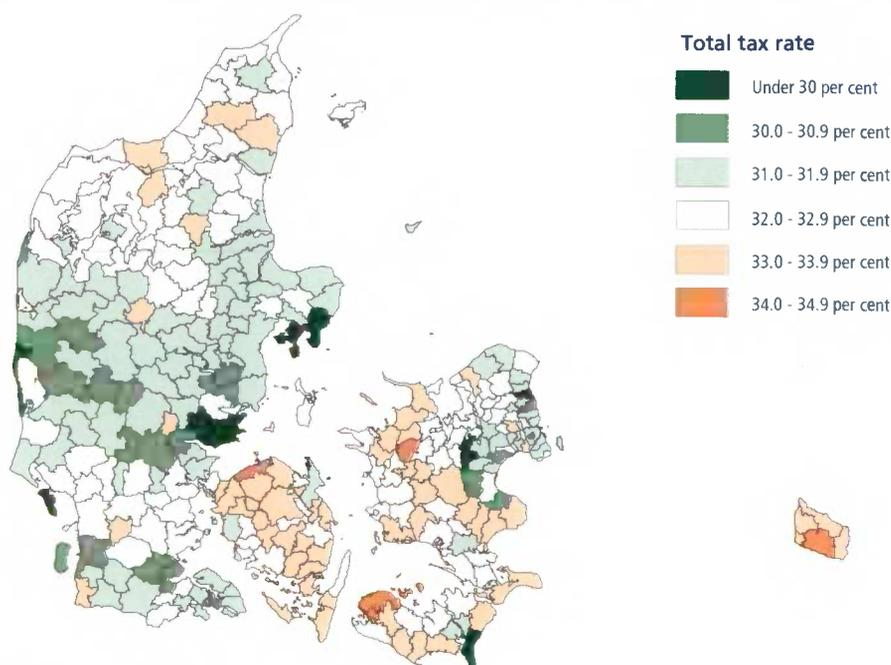 Total tax rate
Under 30 per cent
30.0 - 30.9 per cent
31.0 - 31.9 per cent
32.0 - 32.9 per cent
33.0 - 33.9 per cent
34.0 - 34.9 per cent